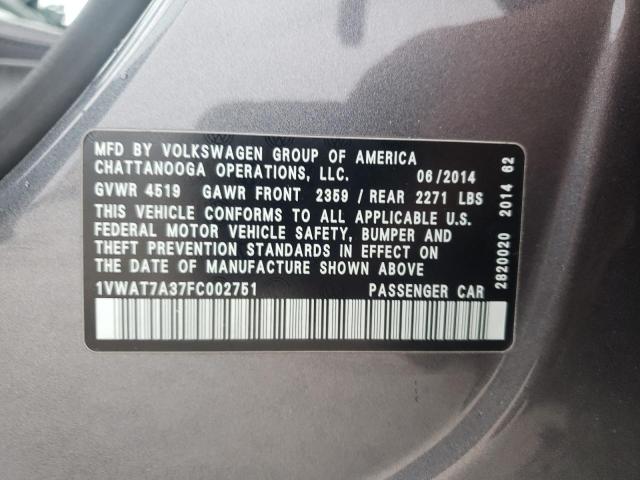 MFD BY VOLKSWAGEN GROUP OF AMERICA
CHATTANOOGA OPERATIONS, LLC. 06/2014
GVWR 4519 GAWR FRONT 2359 / REAR 2271 LBS
THIS VEHICLE CONFORMS TO ALL APPLICABLE U.S.
FEDERAL MOTOR VEHICLE SAFETY, BUMPER AND
THEFT PREVENTION STANDARDS IN EFFECT ON
THE DATE OF MANUFACTURE SHOWN ABOVE
1VWAT7A37FC002751 PASSENGER CAR
2820020 2014 62